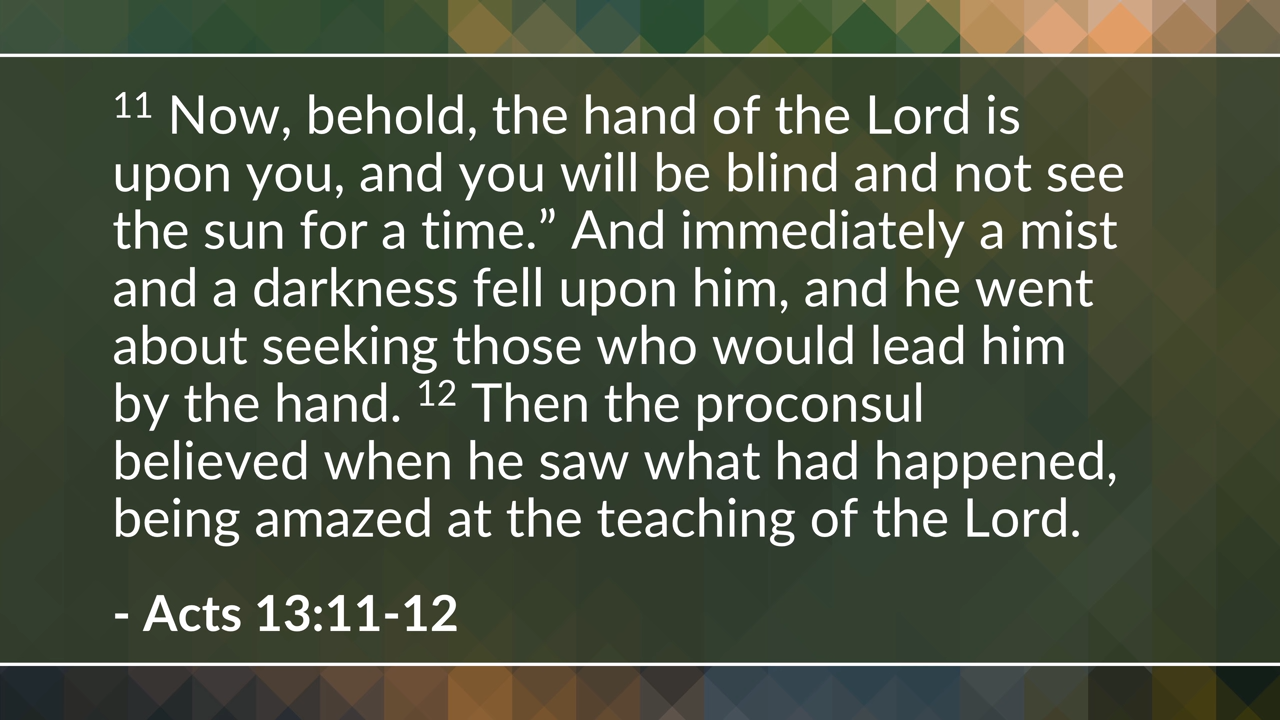 11 Now, behold, the hand of the Lord is
upon you, and you will be blind and not see
the sun for a time.” And immediately a mist
and a darkness fell upon him, and he went
about seeking those who would lead him
by the hand. 12 Then the proconsul
believed when he saw what had happened,
being amazed at the teaching of the Lord.
- Acts 13:11-12